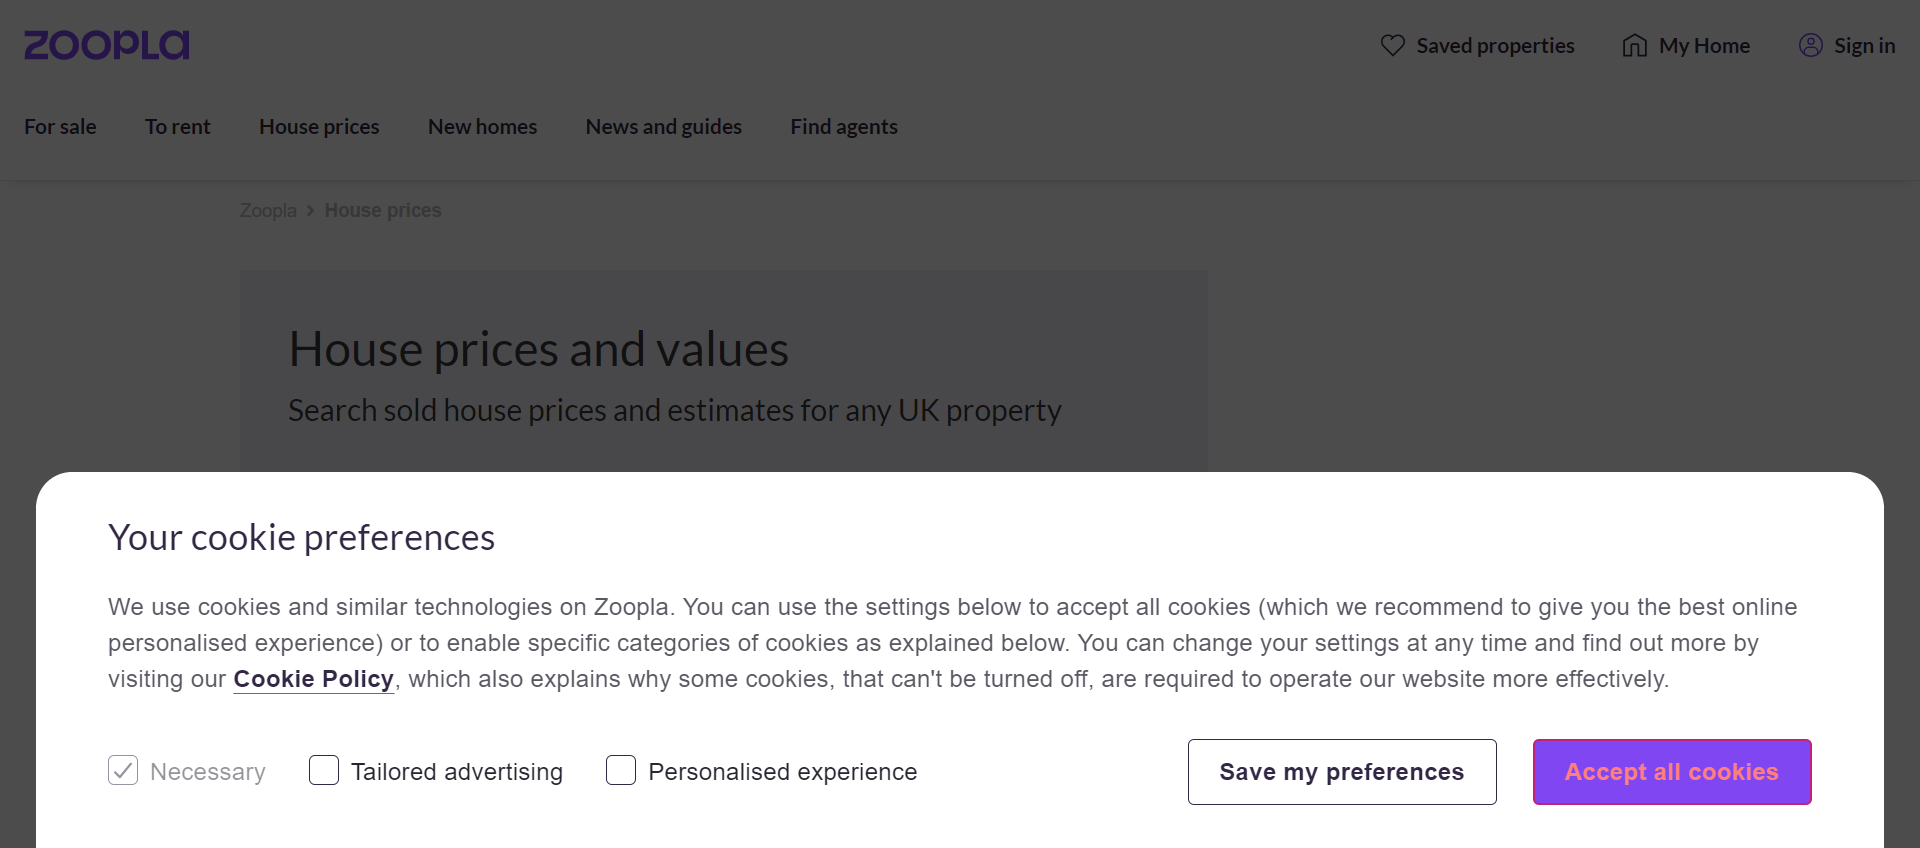 zoopla
Saved properties
My Home
Sign in
For sale
To rent
House prices
New homes
News and guides
Find agents
Zoopla > House prices
House prices and values
Search sold house prices and estimates for any UK property
Your cookie preferences
We use cookies and similar technologies on Zoopla. You can use the settings below to accept all cookies (which we recommend to give you the best online
personalised experience) or to enable specific categories of cookies as explained below. You can change your settings at any time and find out more by
visiting our Cookie Policy, which also explains why some cookies, that can't be turned off, are required to operate our website more effectively.
Necessary
Tailored advertising
Personalised experience
Save my preferences
Accept all cookies